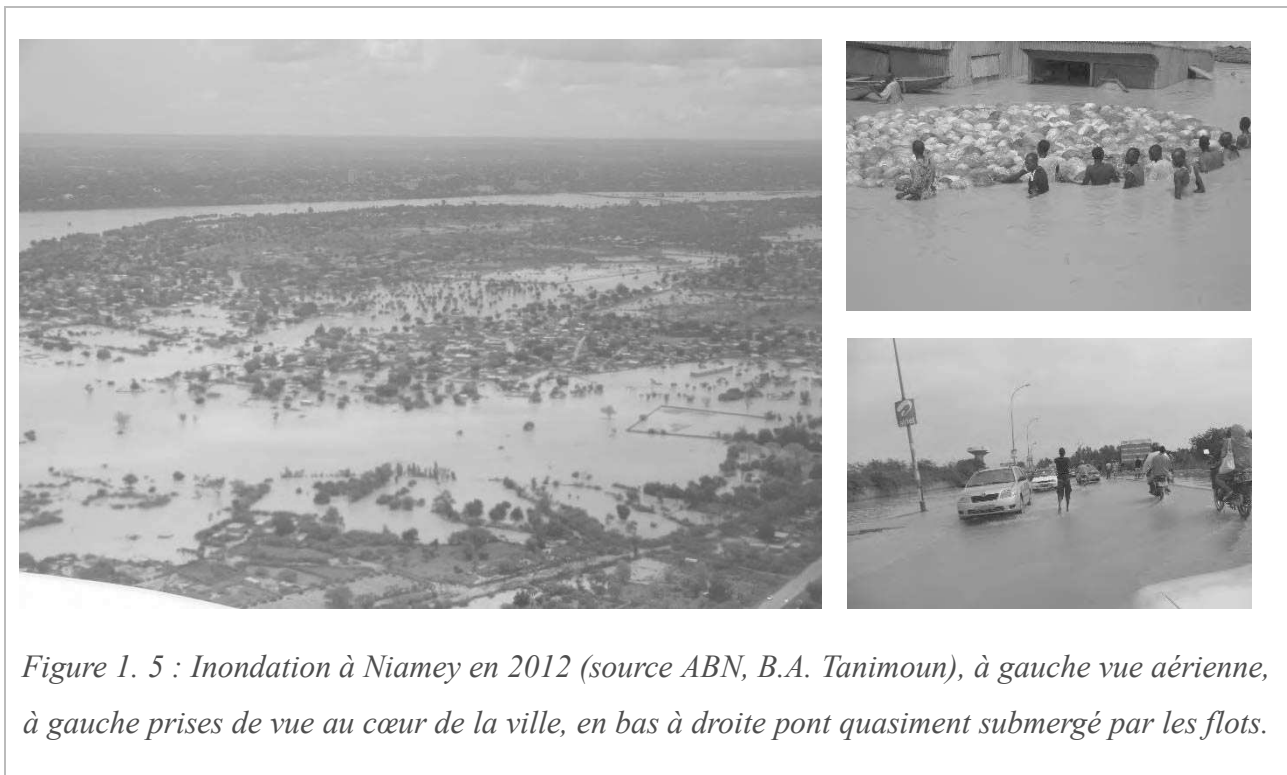 Figure 1. 5 : Inondation à Niamey en 2012 (source ABN, B.A. Tanimoun), à gauche vue aérienne,
à gauche prises de vue au cœur de la ville, en bas à droite pont quasiment submergé par les flots.